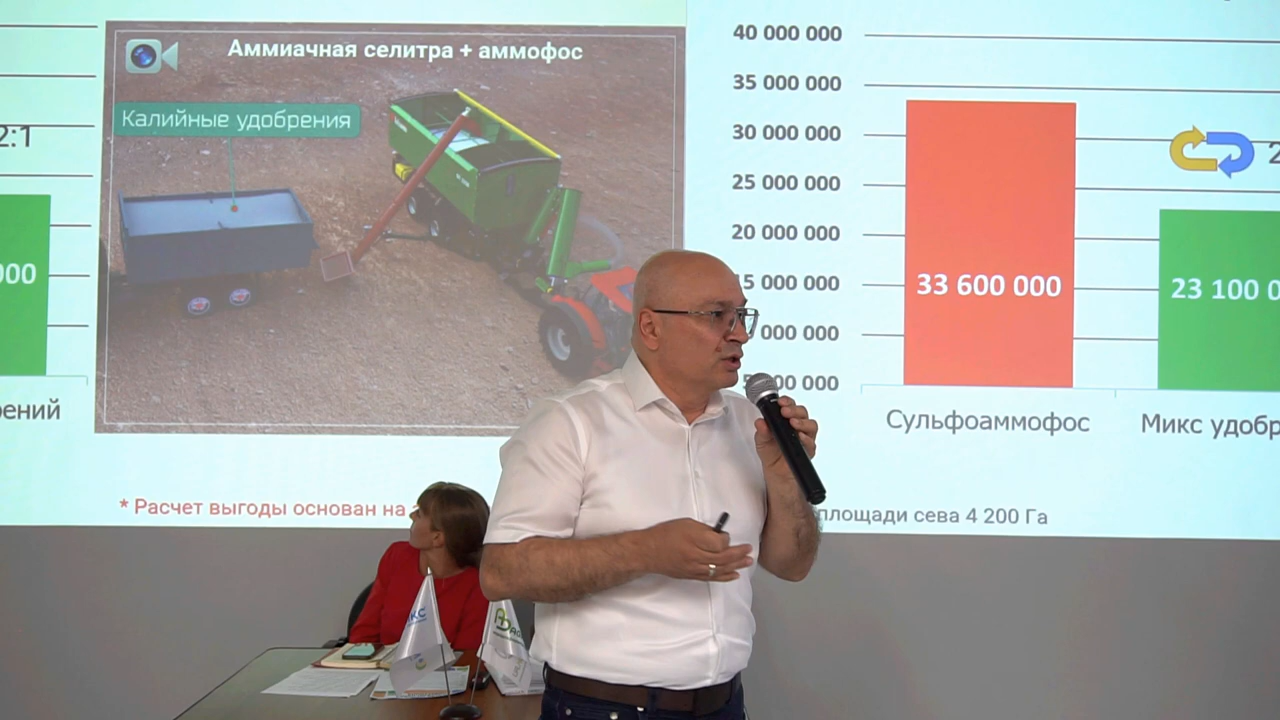 2:1
000
рений
Аммиачная селитра + аммофос
Калийные удобрения
* Расчет выгоды основан на
площади сева 4 200 Га
40 000 000
35 000 000
30 000 000
25 000 000
20 000 000
15 000 000
000 000
5 000 000
33 600 000
2
23 100 0
Сульфоаммофос
Микс удобр